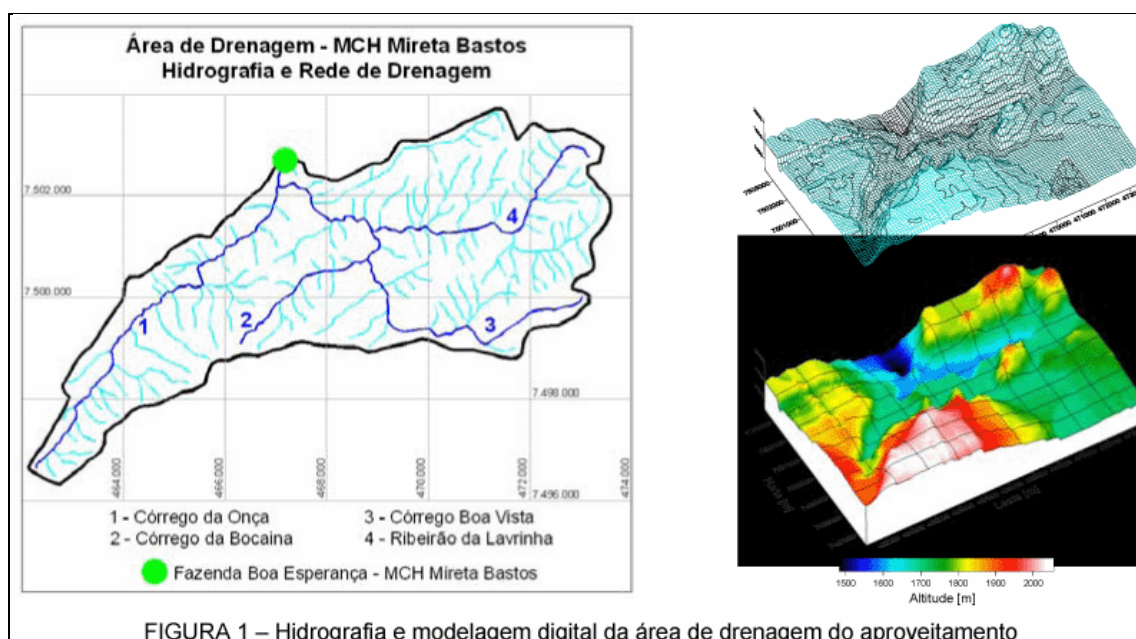 Área de Drenagem - MCH Mireta Bastos
Hidrografia e Rede de Drenagem
7.502.000
7.500.000
7.498.000
7.496.000
464.000
466.000
468.000
470.000
472.000
474.000
1
2
3
4
1 - Córrego da Onça
3 - Córrego Boa Vista
2 - Córrego da Bocaina
4 - Ribeirão da Lavrinha
Fazenda Boa Esperança - MCH Mireta Bastos
470000
471000
472000
1500
1600
1700
1800
1900
2000
Altitude [m]
FIGURA 1 – Hidrografia e modelagem digital da área de drenagem do aproveitamento